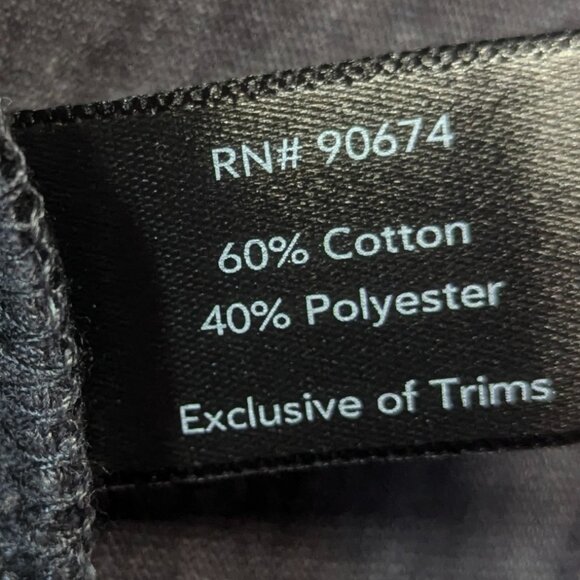 RN# 90674
60% Cotton
40% Polyester
Exclusive of Trims